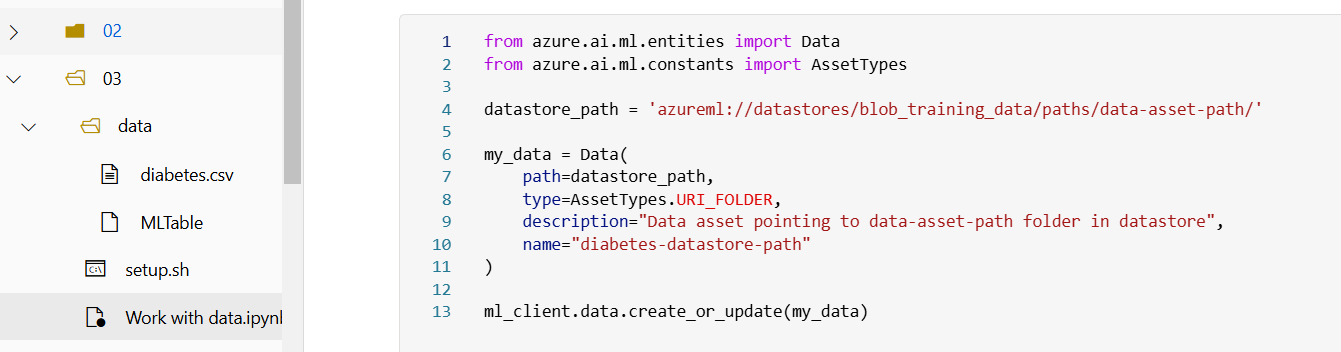 02
03
data
diabetes.csv
MLTable
setup.sh
Work with data.ipyn
1 from azure.ai.ml.entities import Data
2 from azure.ai.ml.constants import AssetTypes
3
4 datastore_path = 'azureml://datastores/blob_training_data/paths/data-asset-path/'
5
6 my_data = Data(
7     path=datastore_path,
8     type=AssetTypes.URI_FOLDER,
9     description="Data asset pointing to data-asset-path folder in datastore",
10     name="diabetes-datastore-path"
11 )
12
13 ml_client.data.create_or_update(my_data)